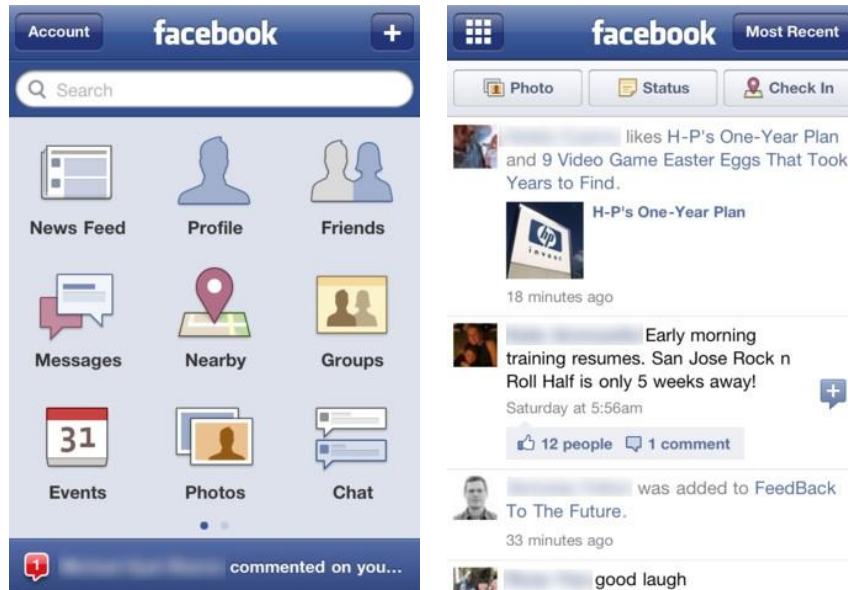 Account facebook +
Search
News Feed Profile Friends
Messages Nearby Groups
31
Events Photos Chat
1 commented on you...
facebook Most Recent
Photo Status Check In
likes H-P's One-Year Plan
and 9 Video Game Easter Eggs That Took
Years to Find.
H-P's One-Year Plan
hp
invent
18 minutes ago
Early morning
training resumes. San Jose Rock n
Roll Half is only 5 weeks away!
Saturday at 5:56am
+
12 people 1 comment
was added to FeedBack
To The Future.
33 minutes ago
good laugh